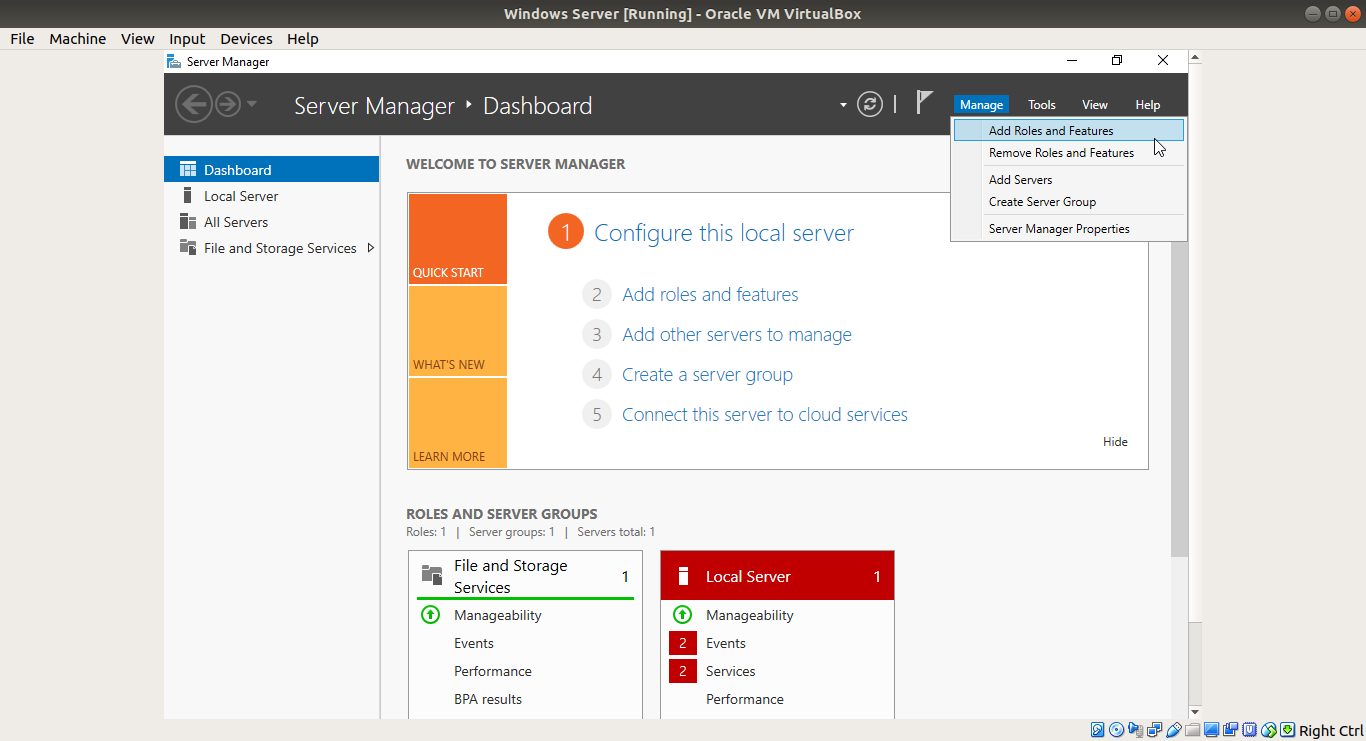 Windows Server [Running] - Oracle VM VirtualBox
File Machine View Input Devices Help
Server Manager
Server Manager ‣ Dashboard
Manage Tools View Help
Add Roles and Features
Remove Roles and Features
Add Servers
Create Server Group
Server Manager Properties
Dashboard
Local Server
All Servers
File and Storage Services
WELCOME TO SERVER MANAGER
QUICK START
WHAT'S NEW
LEARN MORE
1 Configure this local server
2 Add roles and features
3 Add other servers to manage
4 Create a server group
5 Connect this server to cloud services
Hide
ROLES AND SERVER GROUPS
Roles: 1 | Server groups: 1 | Servers total: 1
File and Storage
Services
1
Manageability
Events
Performance
BPA results
Local Server 1
Manageability
2 Events
2 Services
Performance
Right Ctrl